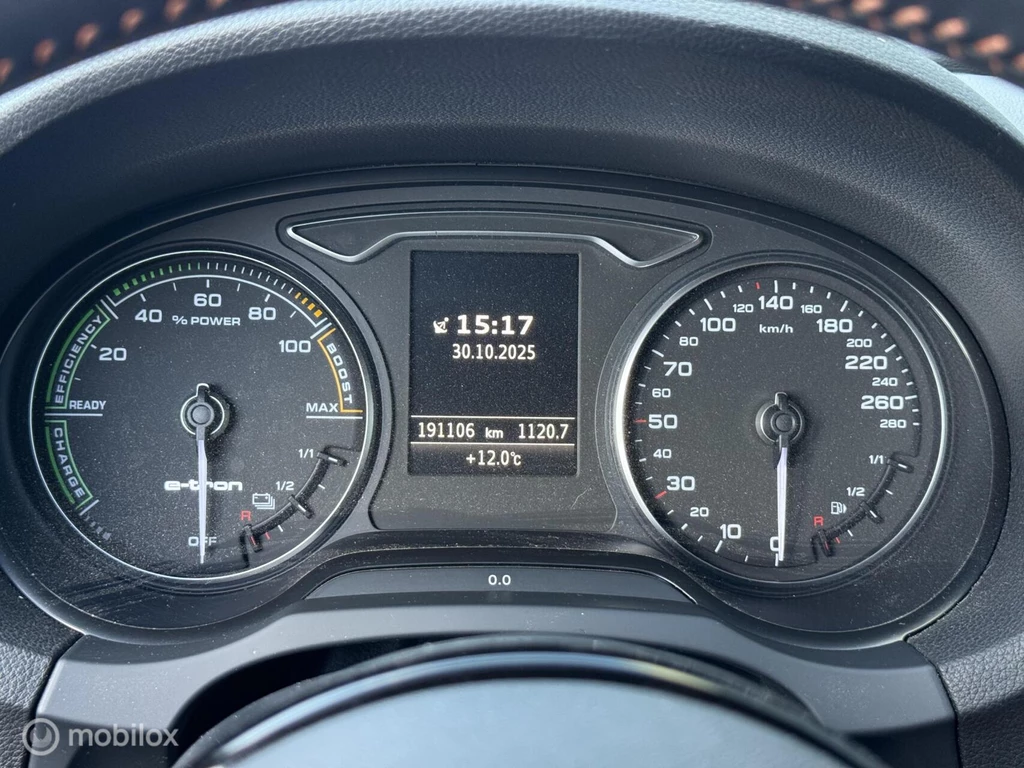 EFFICIENCY
CHARGE
READY
20
40
60
80
100
% POWER
BOOST
MAX
e-tron
OFF
1/1
1/2
R
15:17
30.10.2025
191106 km 1120.7
+12.0°C
0.0
0
10
20
30
40
50
60
70
80
100
120
140
160
180
200
220
240
260
280
km/h
1/1
1/2
R
mobilox